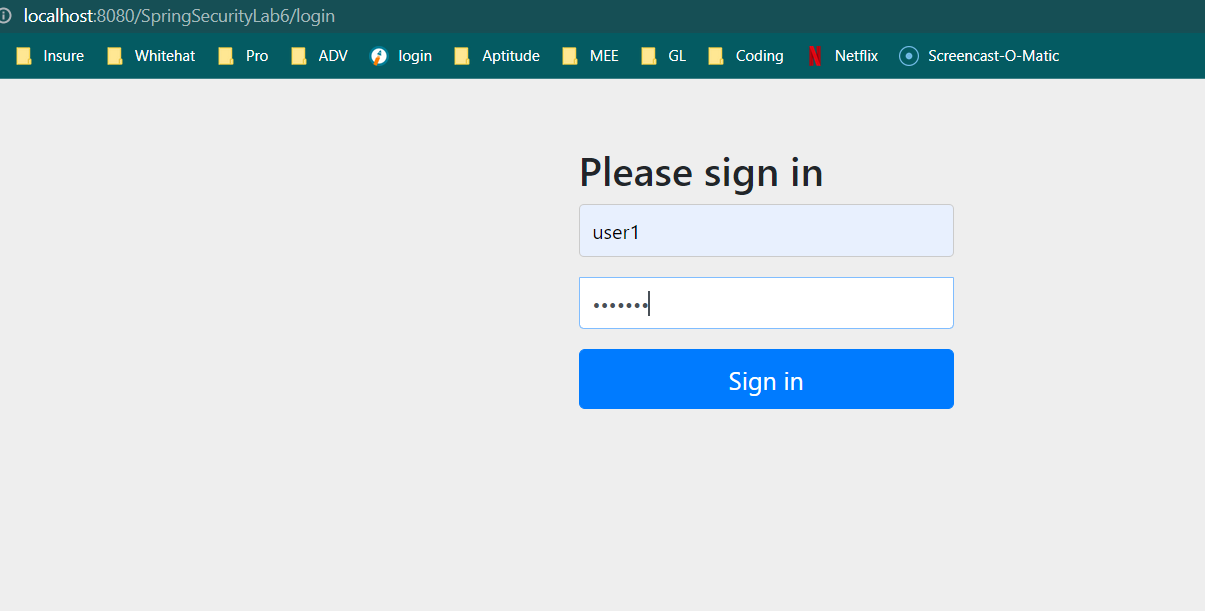 localhost:8080/SpringSecurityLab6/login
Insure Whitehat Pro ADV login Aptitude MEE GL Coding Netflix Screencast-O-Matic
Please sign in
user1
•••••••
Sign in